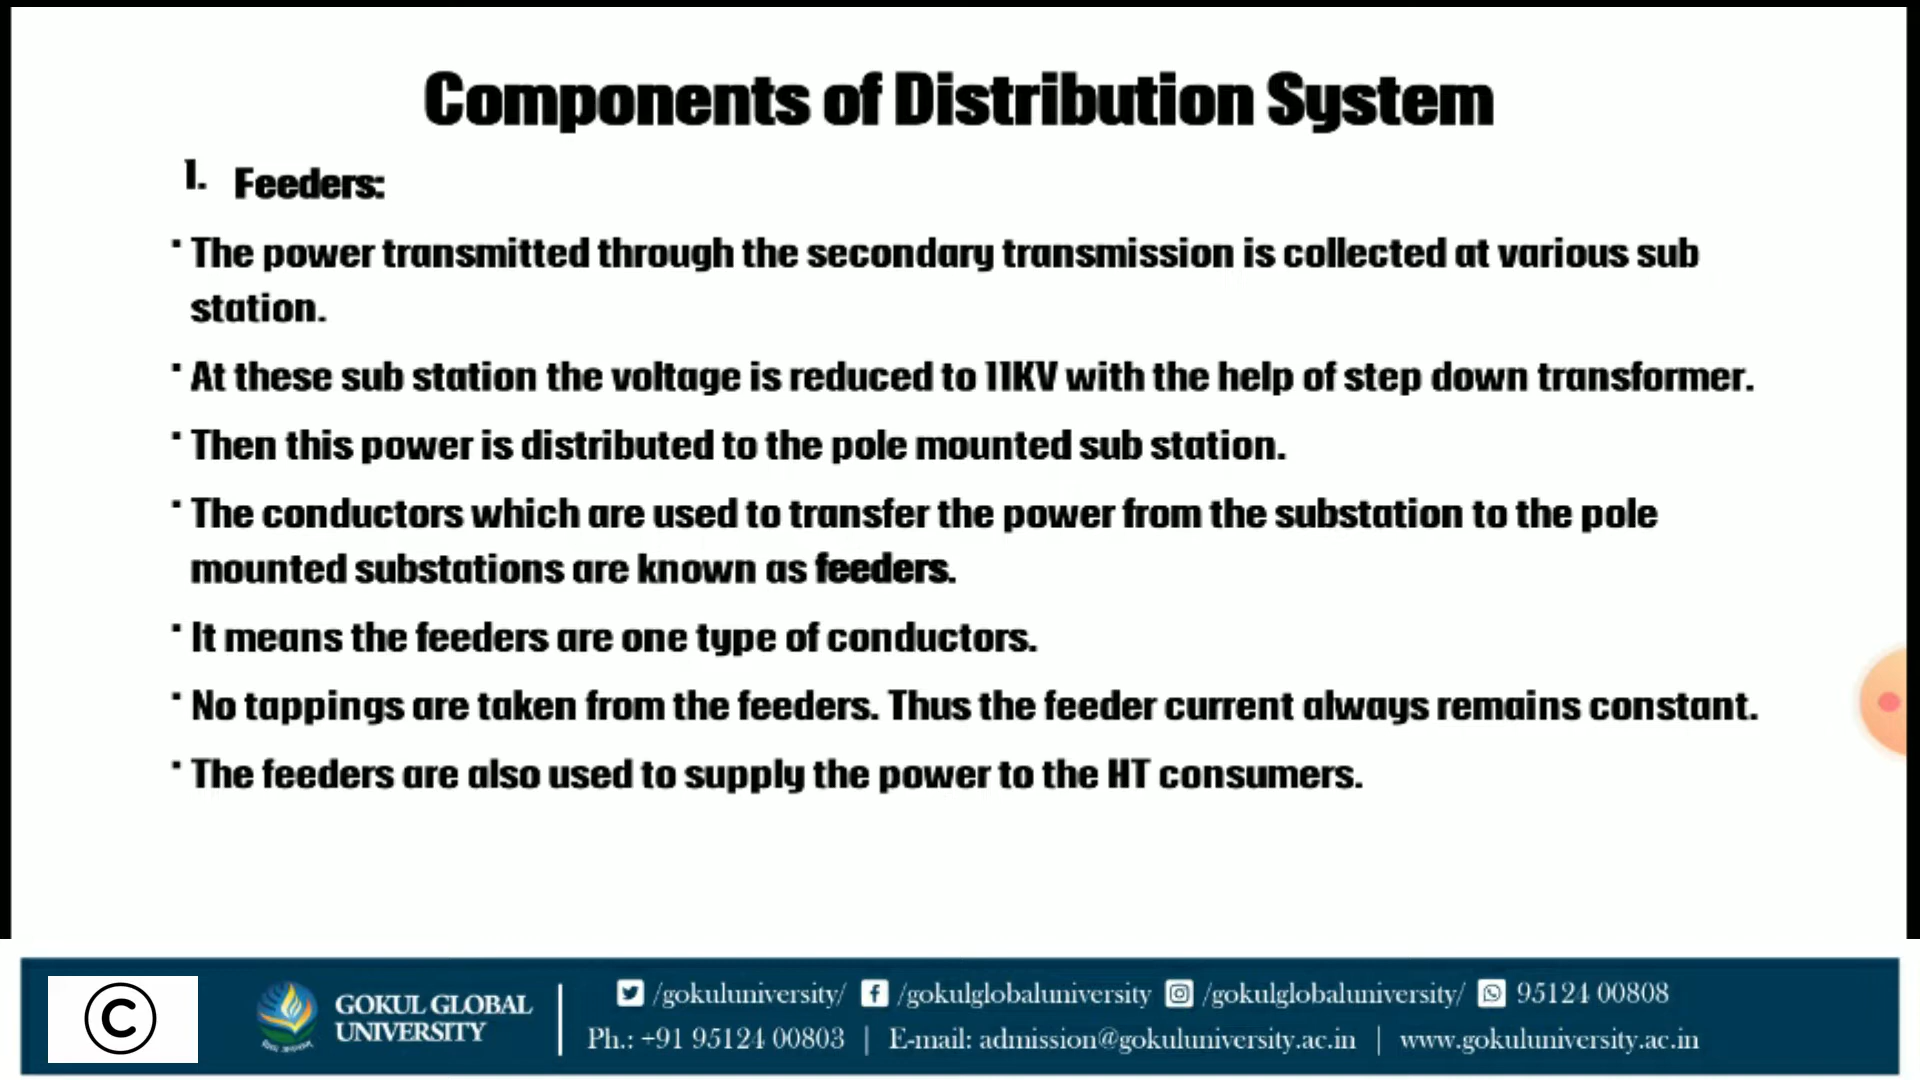 Components of Distribution System
1. Feeders:
▪ The power transmitted through the secondary transmission is collected at various sub
station.
▪ At these sub station the voltage is reduced to 11KV with the help of step down transformer.
▪ Then this power is distributed to the pole mounted sub station.
▪ The conductors which are used to transfer the power from the substation to the pole
mounted substations are known as feeders.
▪ It means the feeders are one type of conductors.
▪ No tappings are taken from the feeders. Thus the feeder current always remains constant.
▪ The feeders are also used to supply the power to the HT consumers.
©
GOKUL GLOBAL
UNIVERSITY
/gokuluniversity/ /gokulglobaluniversity /gokulglobaluniversity/ 95124 00808
Ph.: +91 95124 00803 | E-mail: admission@gokuluniversity.ac.in | www.gokuluniversity.ac.in